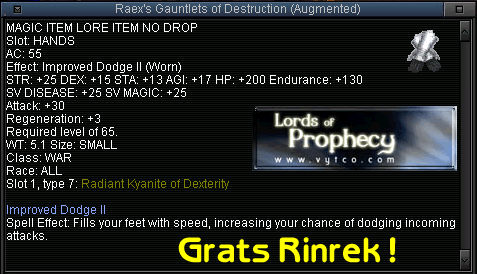 Raex's Gauntlets of Destruction (Augmented)
MAGIC ITEM LORE ITEM NO DROP
Slot: HANDS
AC: 55
Effect: Improved Dodge II (Worn)
STR: +25 DEX: +15 STA: +13 AGI: +17 HP: +200 Endurance: +130
SV DISEASE: +25 SV MAGIC: +25
Attack: +30
Regeneration: +3
Required level of 65.
WT: 5.1 Size: SMALL
Class: WAR
Race: ALL
Slot 1, type 7: Radiant Kyanite of Dexterity
Lords of
Prophecy
www.vytco.com
Improved Dodge II
Spell Effect: Fills your feet with speed, increasing your chance of dodging incoming
attacks.
Grats Rinrek!